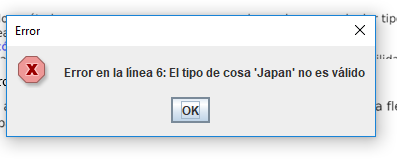 Error
Error en la línea 6: El tipo de cosa 'Japan' no es válido
OK